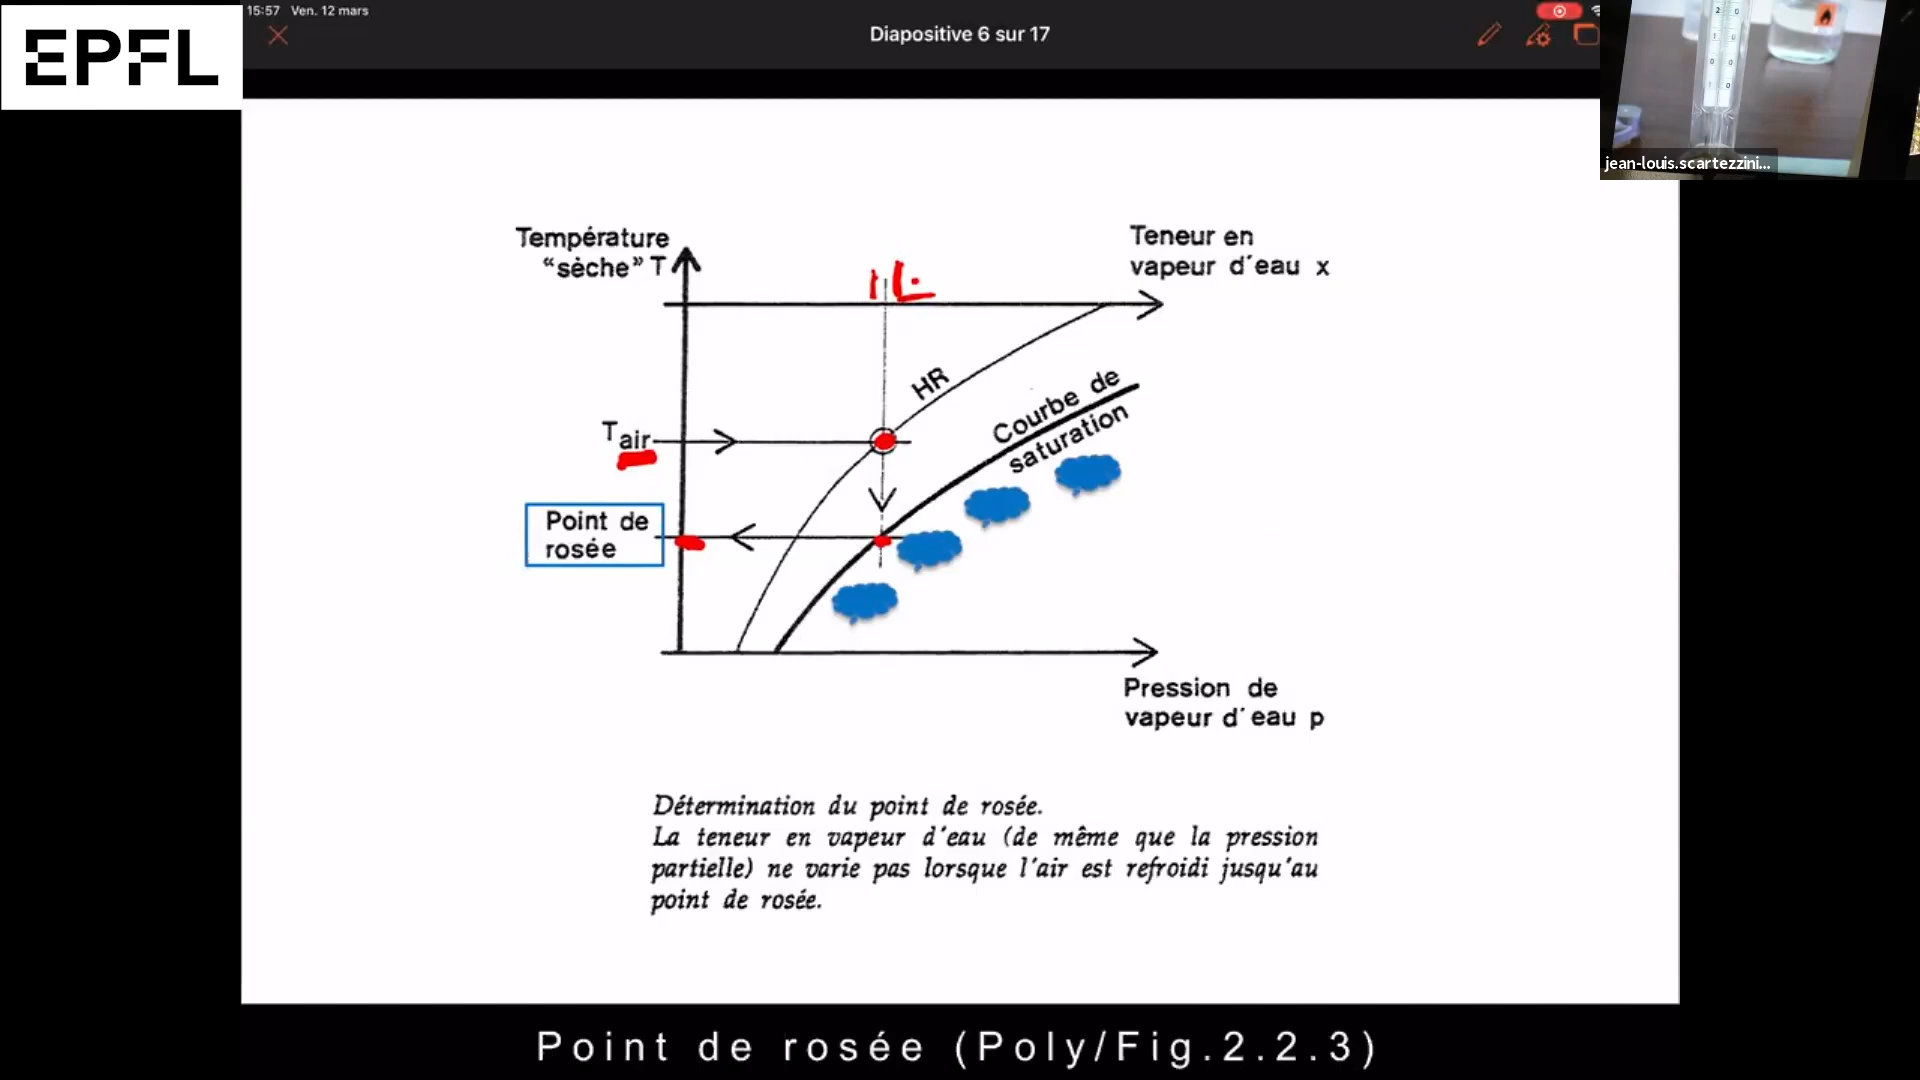 15:57 Ven. 12 mars
EPFL
Diapositive 6 sur 17
jean-louis.scartezzini...
Température
“sèche” T
Teneur en
vapeur d'eau x
HR
Courbe de
saturation
Tair
Point de
rosée
Pression de
vapeur d'eau p
Détermination du point de rosée.
La teneur en vapeur d'eau (de même que la pression
partielle) ne varie pas lorsque l'air est refroidi jusqu'au
point de rosée.
Point de rosée (Poly/Fig.2.2.3)